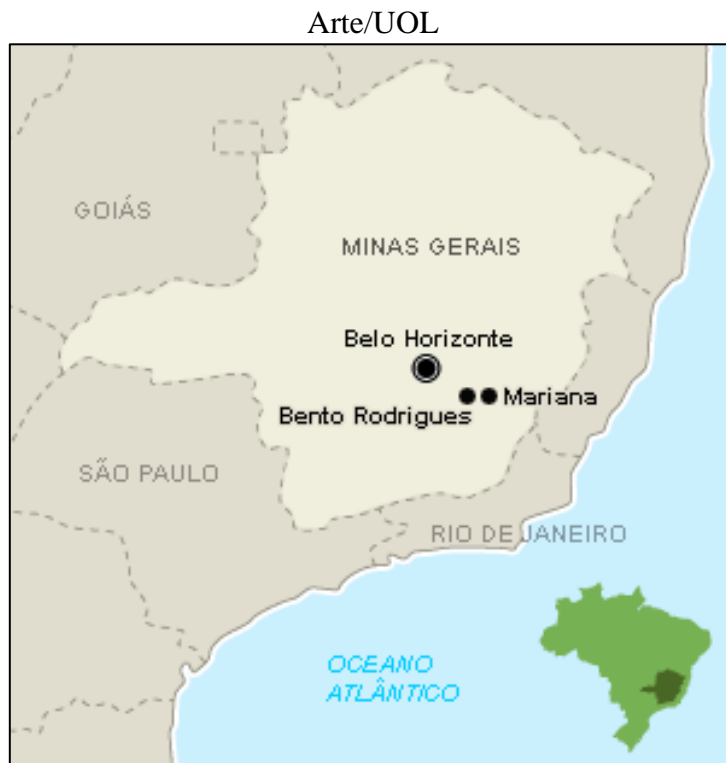 Arte/UOL
GOIÁS
MINAS GERAIS
Belo Horizonte
Mariana
Bento Rodrigues
SÃO PAULO
RIO DE JANEIRO
OCEANO
ATLÂNTICO